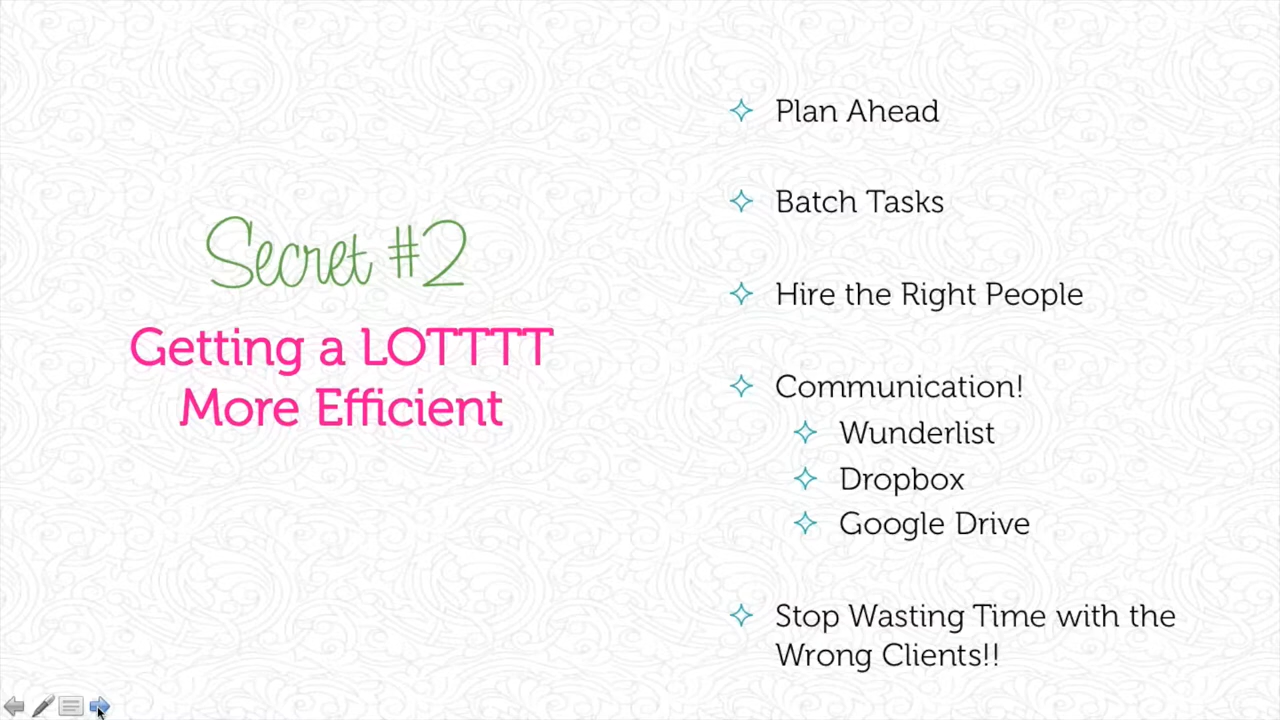 Secret #2
Getting a LOTTTT
More Efficient
Plan Ahead
Batch Tasks
Hire the Right People
Communication!
Wunderlist
Dropbox
Google Drive
Stop Wasting Time with the
Wrong Clients!!